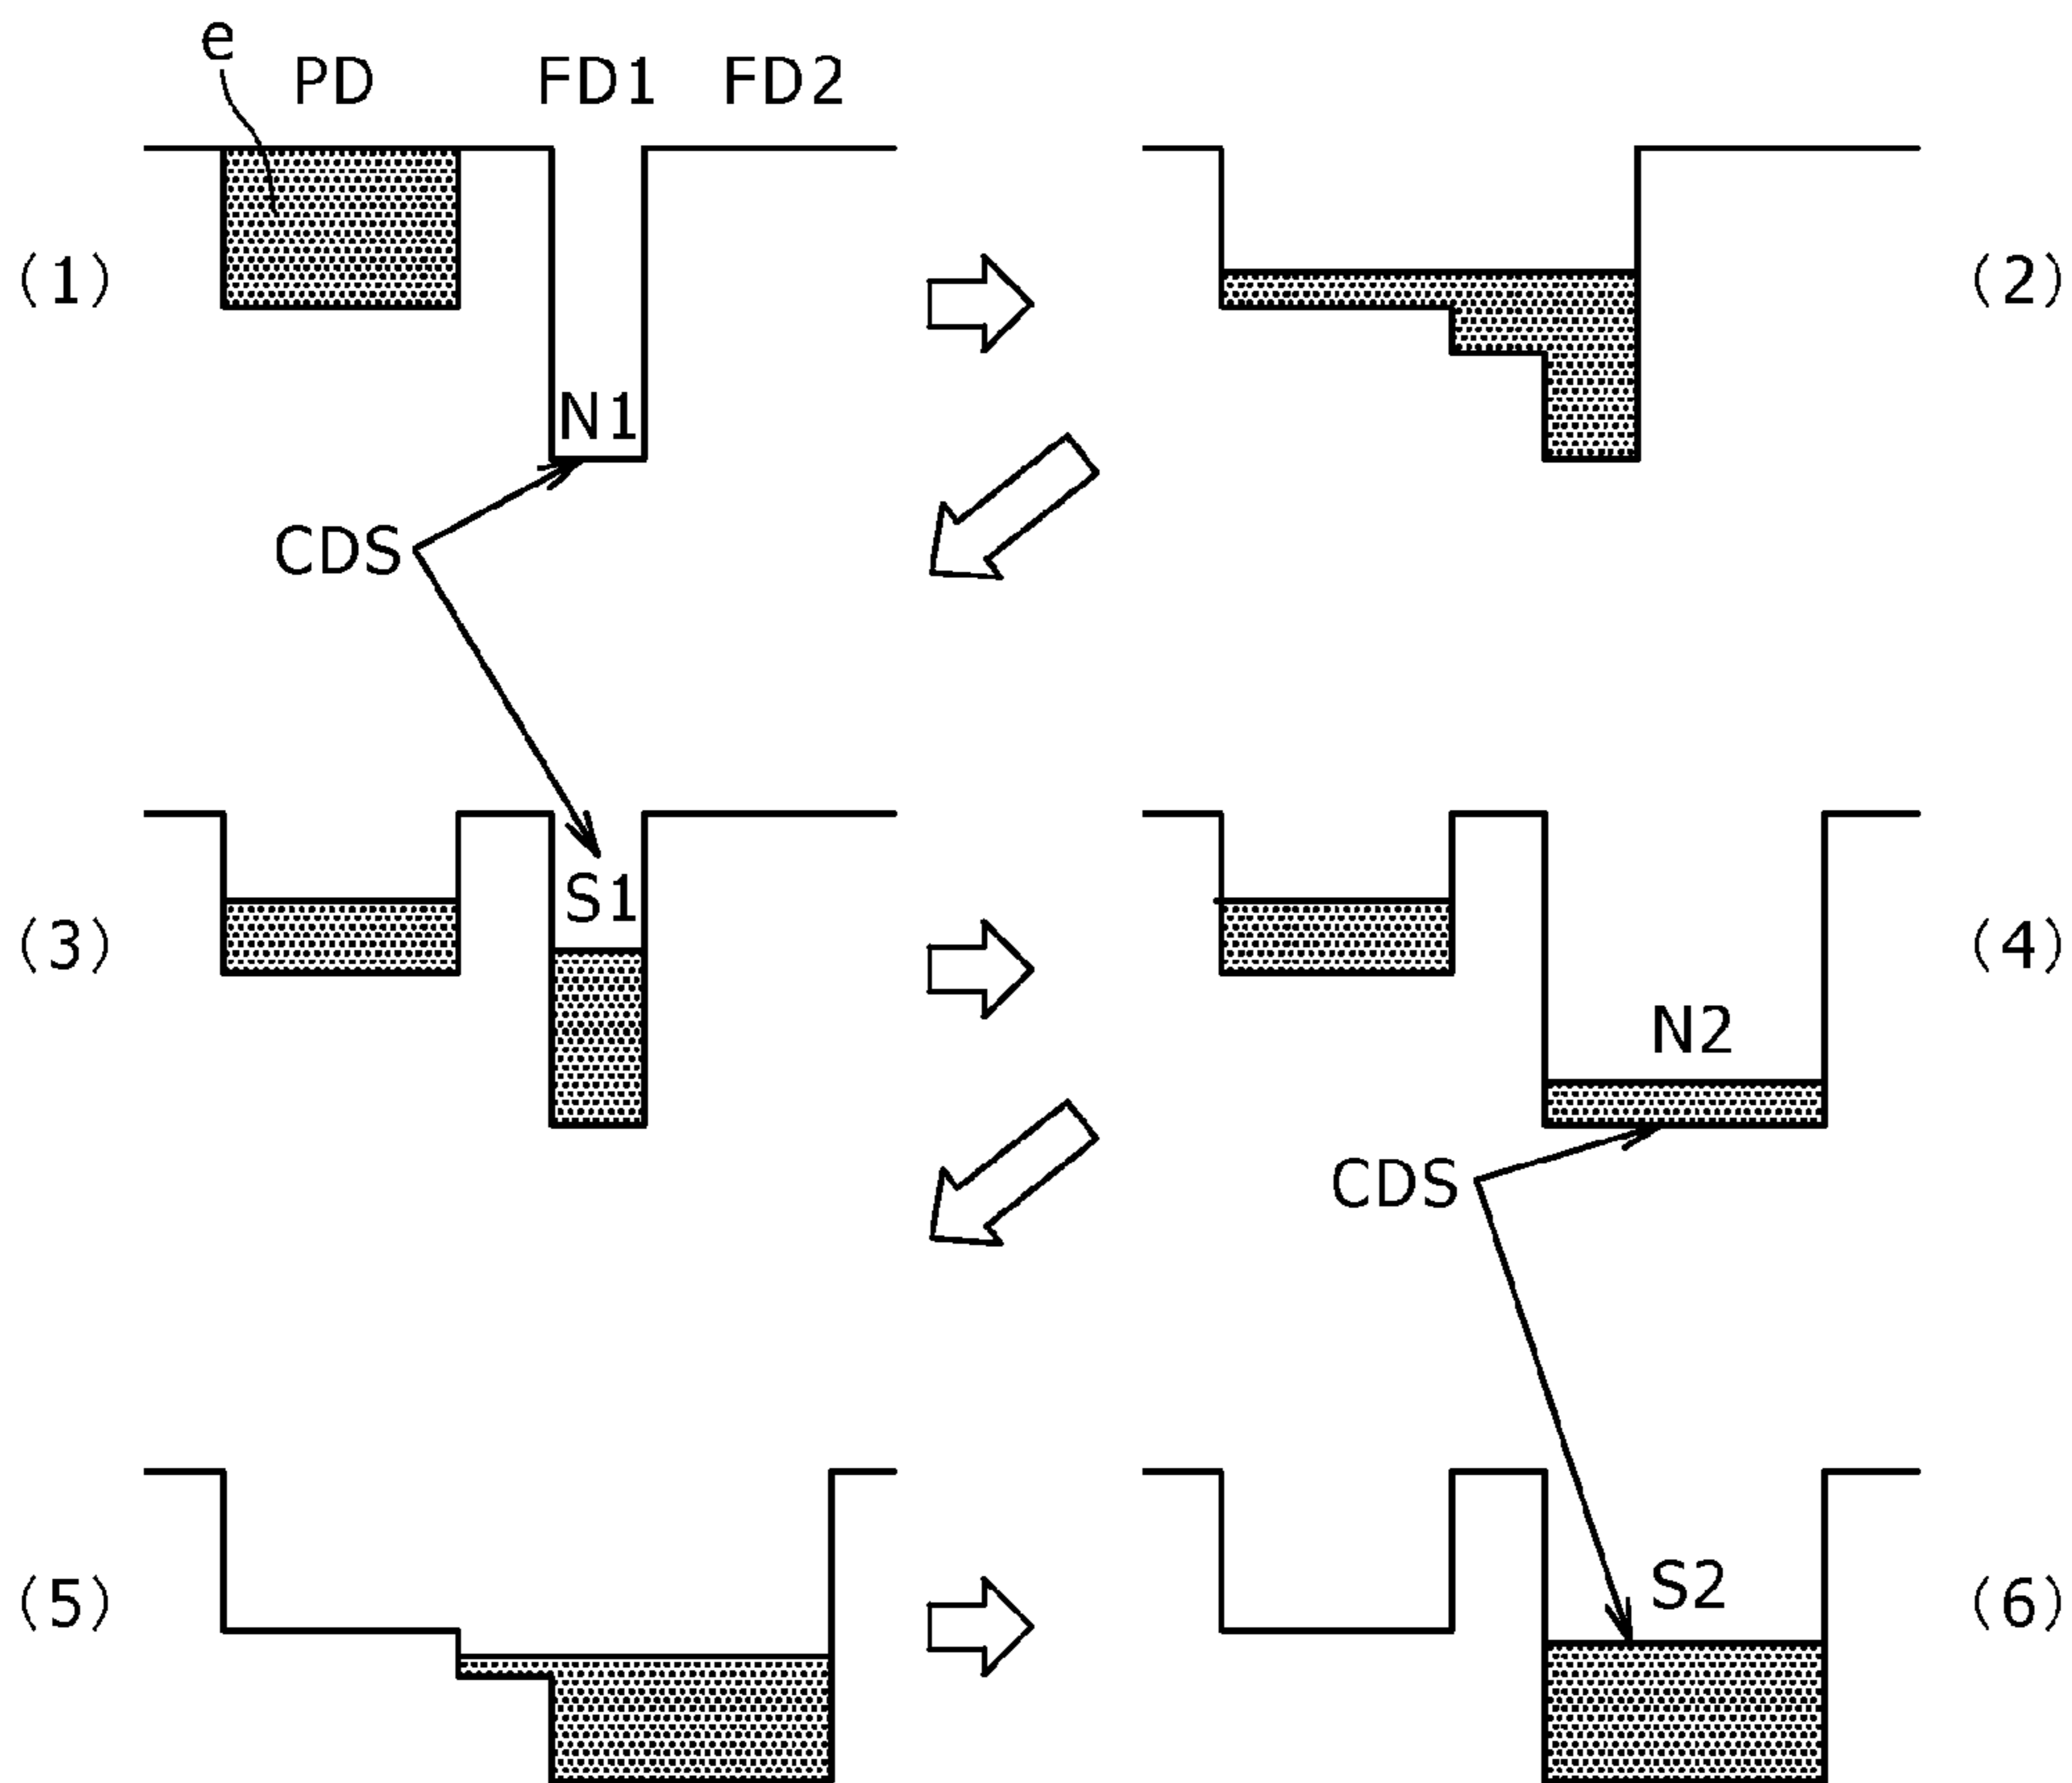 e PD FD1 FD2
(1) (2)
N1
CDS
(3) S1 (4)
N2
CDS
(5) S2 (6)